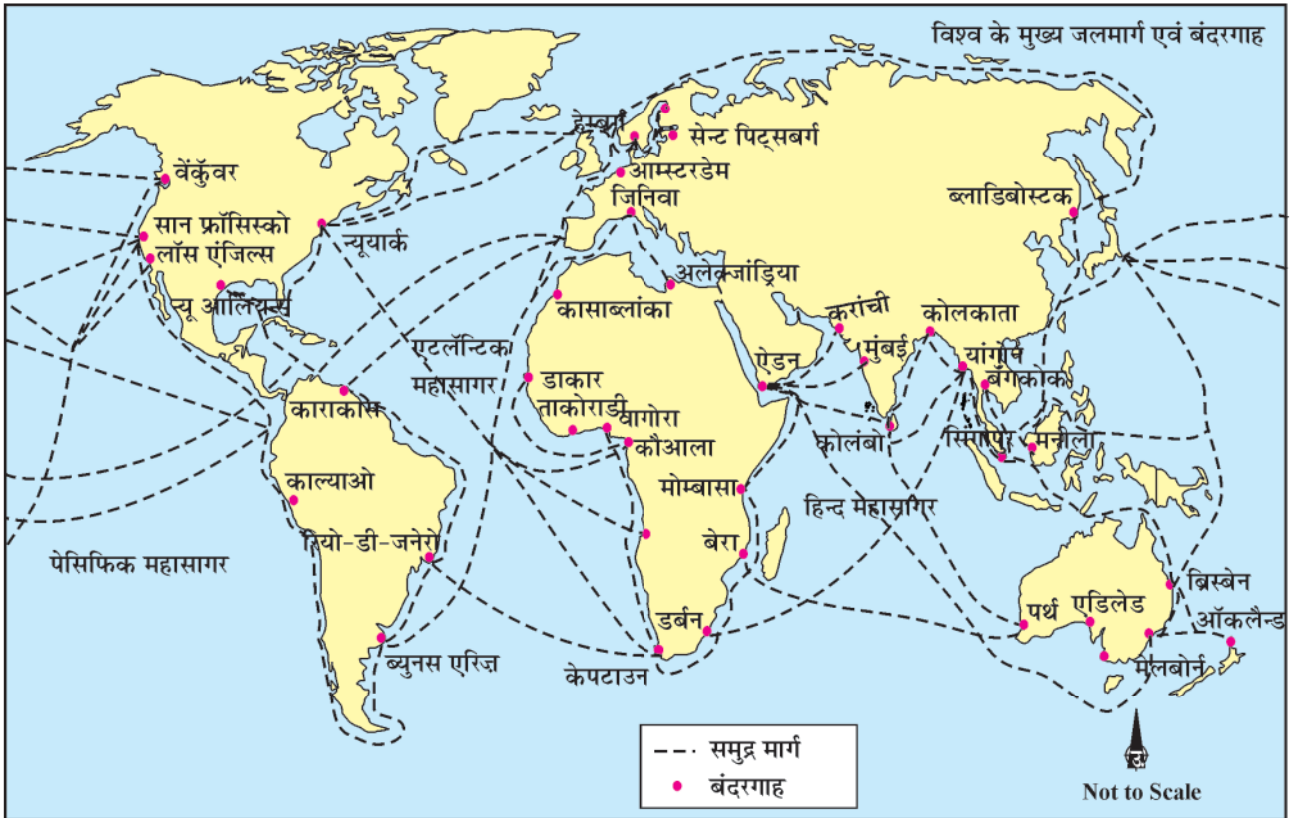 विश्व के मुख्य जलमार्ग एवं बंदरगाह
हेम्बर्ग
सेन्ट पिट्सबर्ग
वेंकुॅवर
आम्स्टरडेम
जिनिवा
ब्लाडिबोस्टक
सान फ्रॉसिस्को
न्यूयार्क
लॉस एंजिल्स
अलेक्जांड्रिया
न्यू ऑलियन्स
कासाब्लांका
करांची
कोलकाता
एटलॅन्टिक
महासागर
ऐडन
मुंबई
यांगोन
बॅंगकाक
डाकार
काराकास
ताकोराडी
वागोरा
कोलंबो
सिंगापुर
मनीला
कौआला
काल्याओ
मोम्बासा
हिन्द महासागर
रियो-डी-जनेरो
बेरा
पेसिफिक महासागर
ब्रिस्बेन
पर्थ
एडिलेड
ऑकलैन्ड
डर्बन
ब्युनस एरिज़
केपटाउन
मेलबोर्न
समुद्र मार्ग
बंदरगाह
उ
Not to Scale